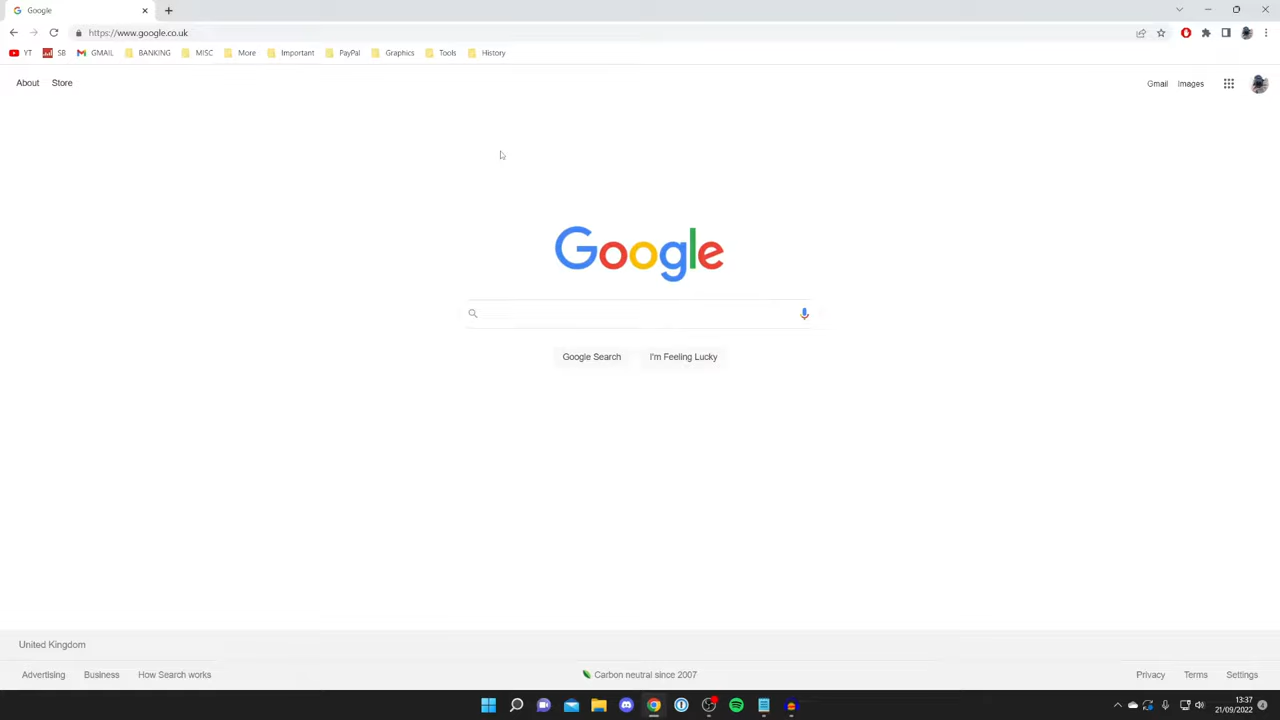 Google
https://www.google.co.uk
YT SB GMAIL BANKING MISC More Important PayPal Graphics Tools History
About Store
Gmail Images
Google
Google Search I'm Feeling Lucky
United Kingdom
Advertising Business How Search works
Carbon neutral since 2007
Privacy Terms Settings
13:37
21/09/2022